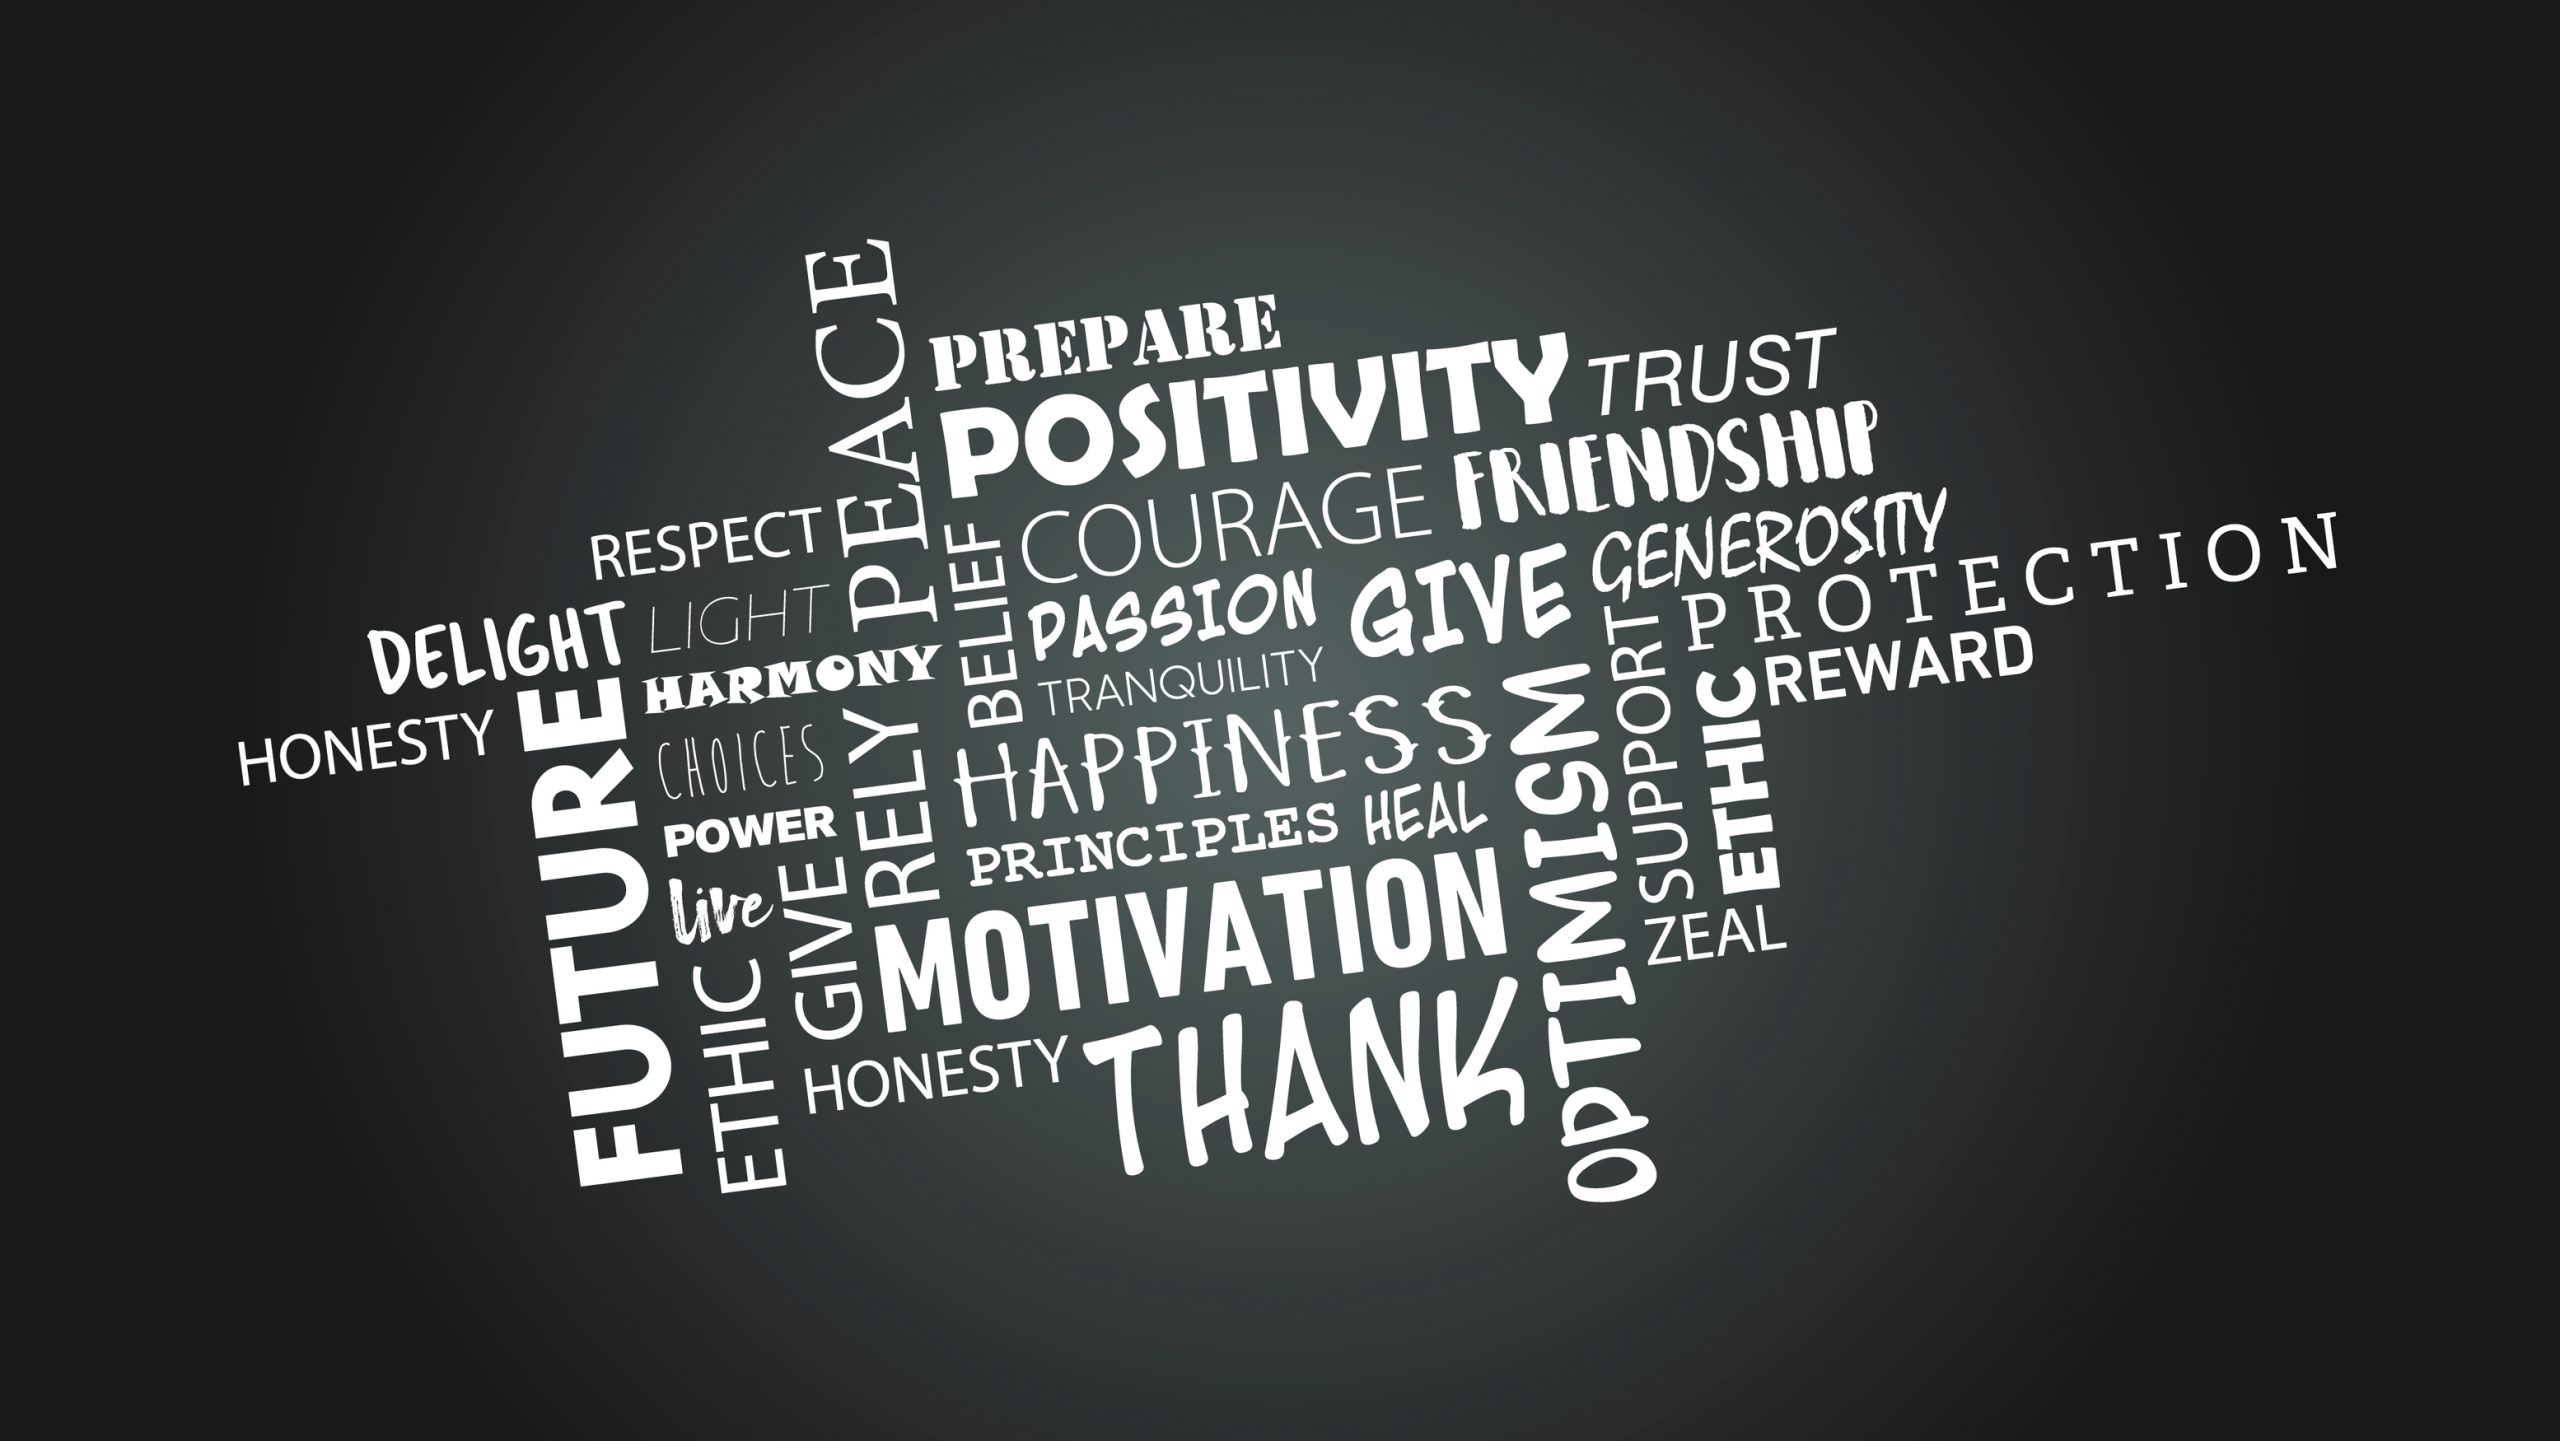 PEACE
PREPARE
POSITIVITY
TRUST
COURAGE
FRIENDSHIP
RESPECT
BELIEF
PASSION
GIVE
GENEROSITY
PROTECTION
DELIGHT
LIGHT
HARMONY
TRANQUILITY
SUPPORT
ETHIC
REWARD
HONESTY
FUTURE
CHOICES
RELY
HAPPINESS
OPTIMISM
POWER
PRINCIPLES
HEAL
live
GIVE
MOTIVATION
ZEAL
ETHIC
HONESTY
THANK